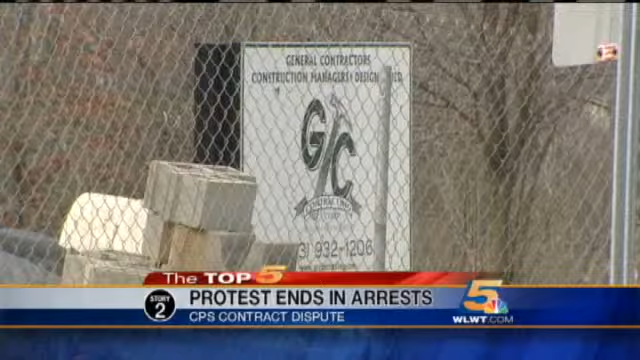 GENERAL CONTRACTORS
CONSTRUCTION MANAGERS
G C
932-1206
The TOP 5
STORY 2
PROTEST ENDS IN ARRESTS
CPS CONTRACT DISPUTE
5
WLWT.COM